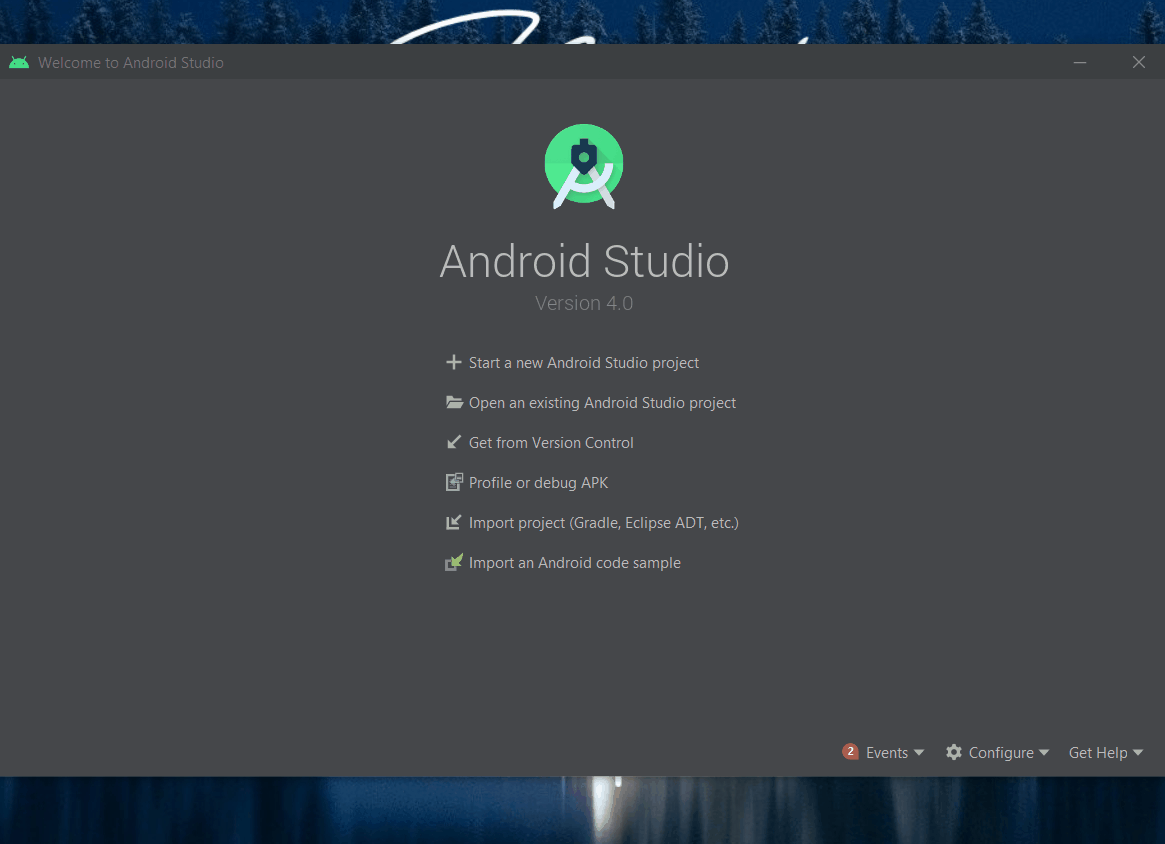 Welcome to Android Studio
Android Studio
Version 4.0
Start a new Android Studio project
Open an existing Android Studio project
Get from Version Control
Profile or debug APK
Import project (Gradle, Eclipse ADT, etc.)
Import an Android code sample
2 Events Configure Get Help